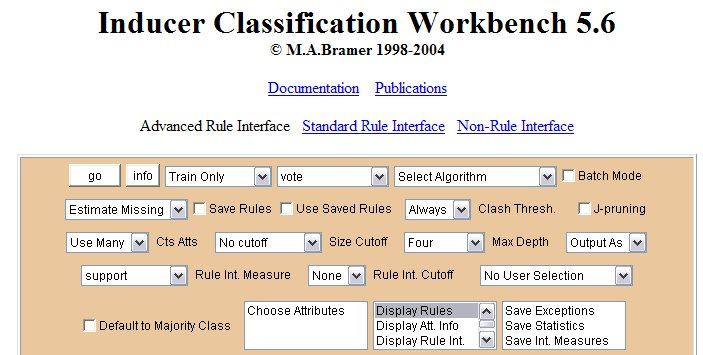 Inducer Classification Workbench 5.6
© M.A.Bramer 1998-2004
Documentation Publications
Advanced Rule Interface Standard Rule Interface Non-Rule Interface
go info Train Only vote Select Algorithm Batch Mode
Estimate Missing Save Rules Use Saved Rules Always Clash Thresh. J-pruning
Use Many Cts Atts No cutoff Size Cutoff Four Max Depth Output As
support Rule Int. Measure None Rule Int. Cutoff No User Selection
Default to Majority Class
Choose Attributes
Display Rules
Display Att. Info
Display Rule Int.
Save Exceptions
Save Statistics
Save Int. Measures